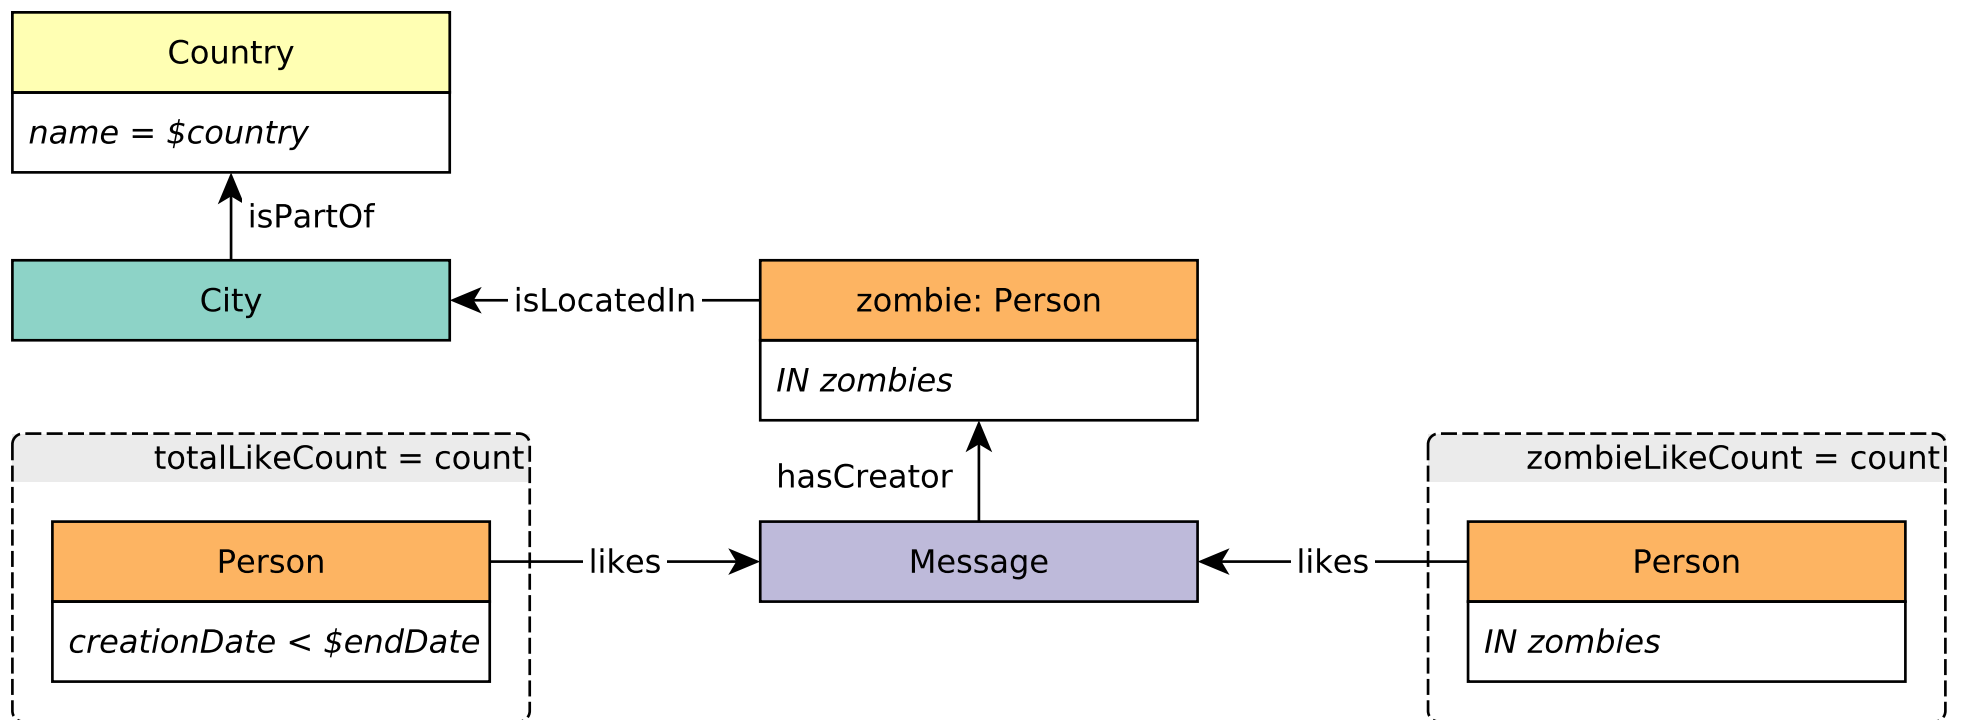 Country
name = $country
isPartOf
City
isLocatedIn
zombie: Person
IN zombies
totalLikeCount = count
hasCreator
zombieLikeCount = count
Person
likes
Message
likes
Person
creationDate < $endDate
IN zombies